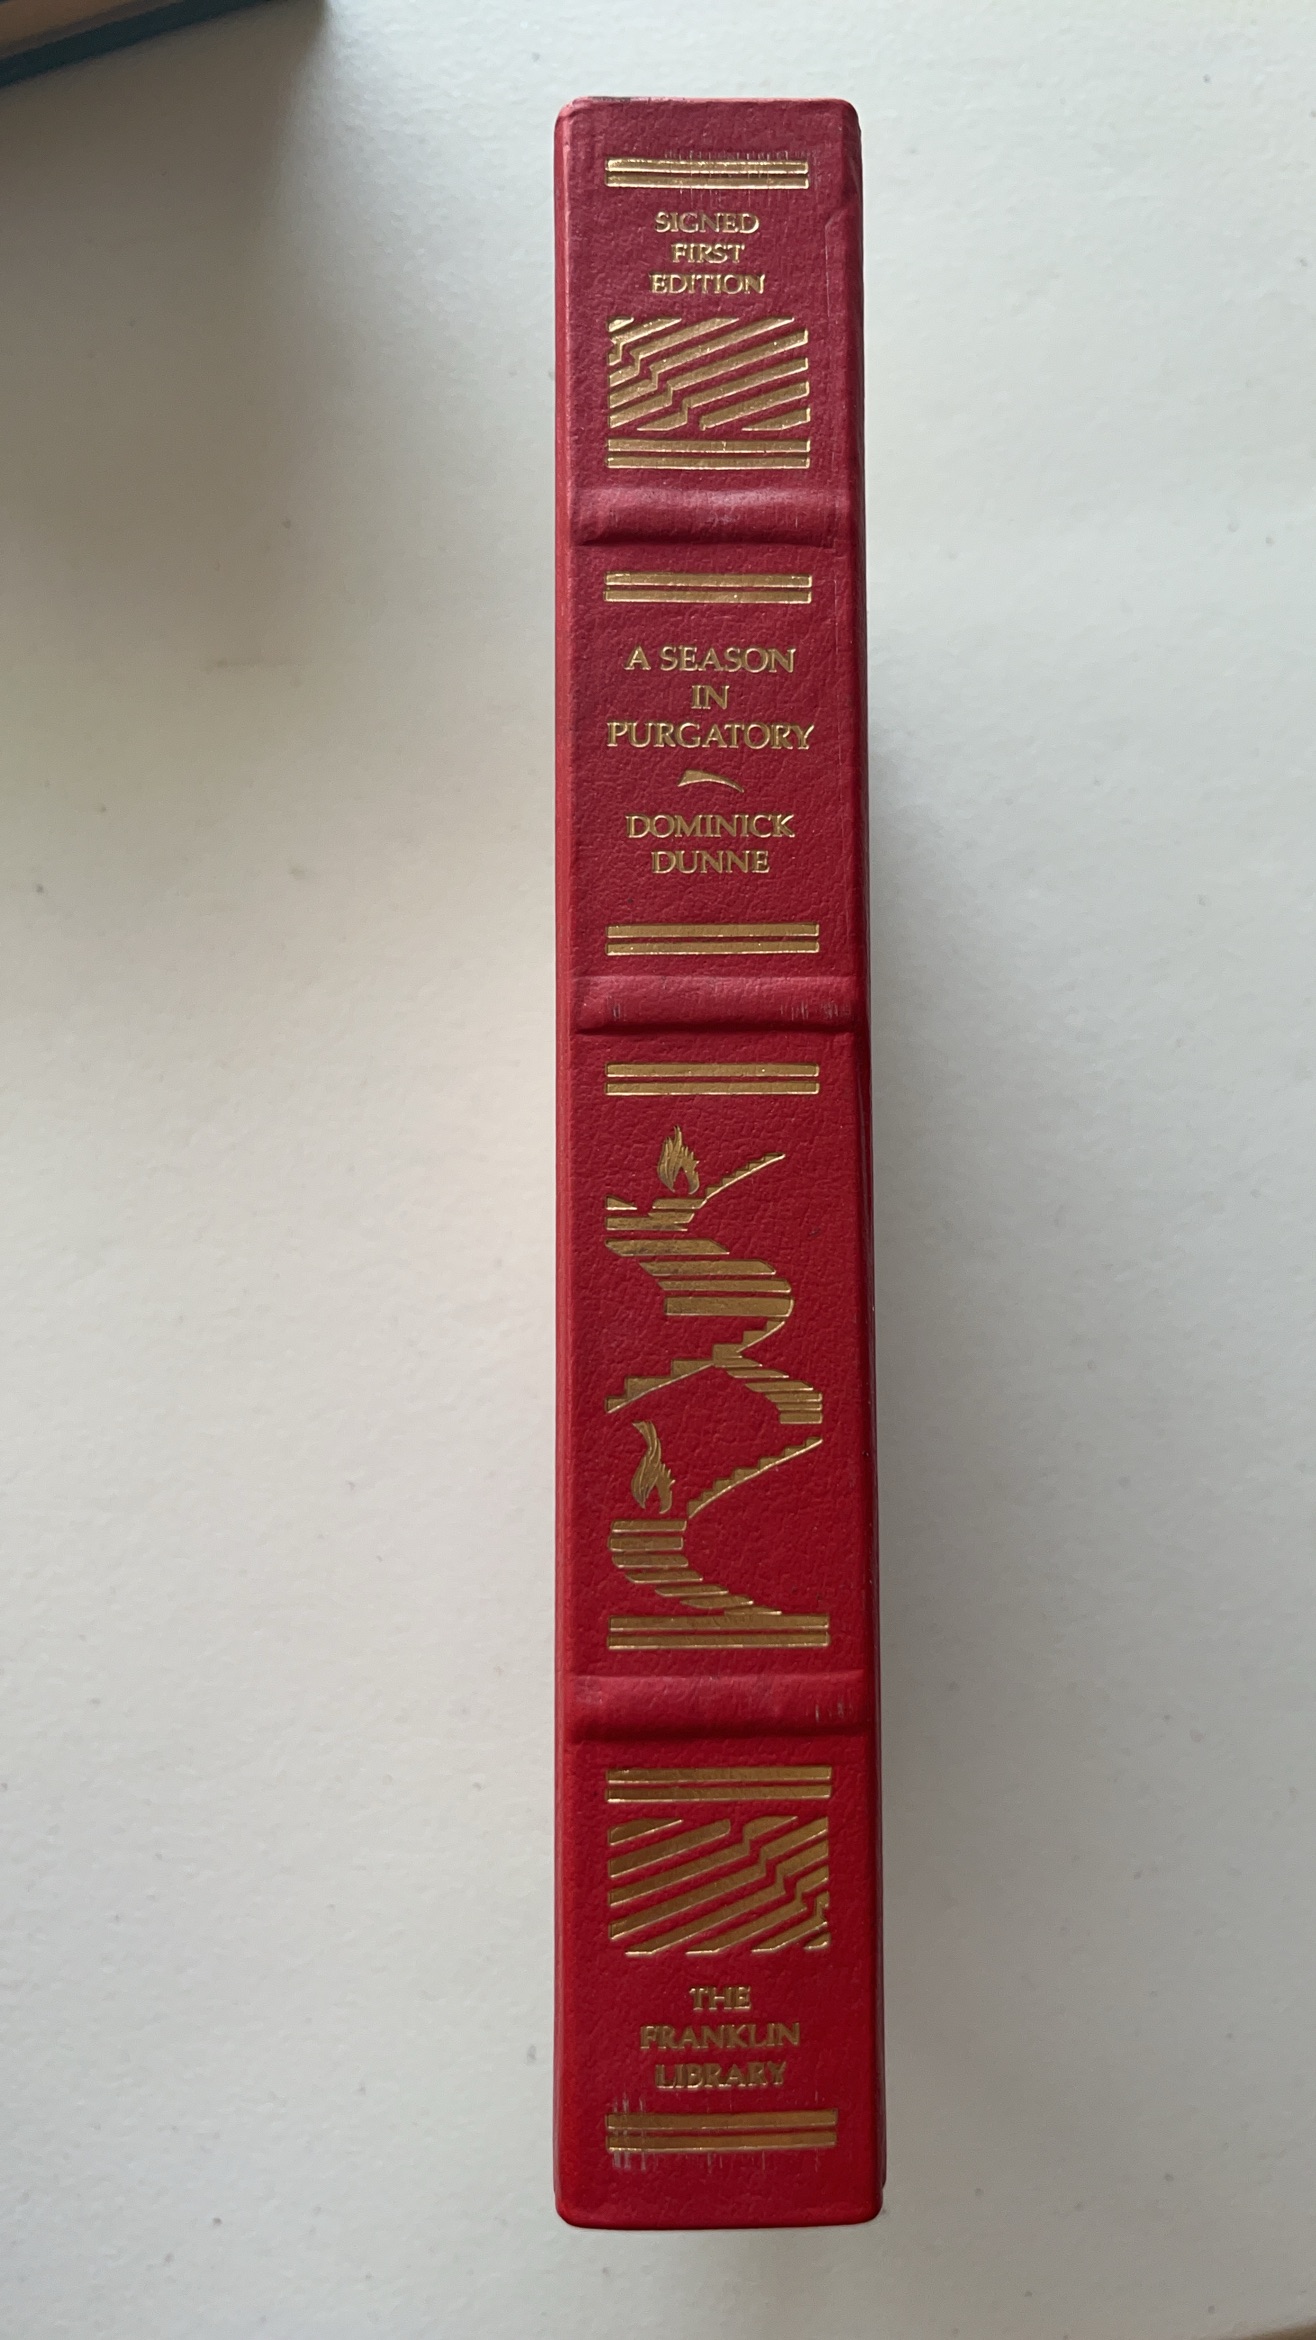 SIGNED
FIRST
EDITION
A SEASON
IN
PURGATORY
DOMINICK
DUNNE
THE
FRANKLIN
LIBRARY